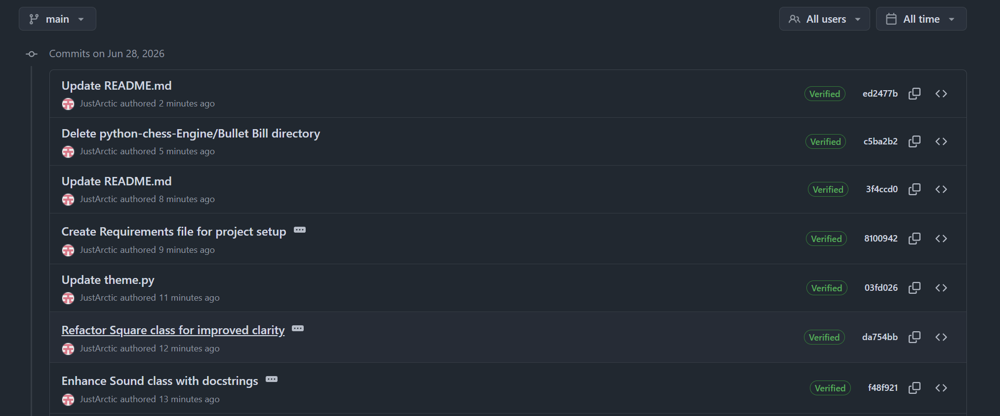 main
All users
All time
Commits on Jun 28, 2026
Update README.md
JustArctic authored 2 minutes ago
Verified
ed2477b
Delete python-chess-Engine/Bullet Bill directory
JustArctic authored 5 minutes ago
Verified
c5ba2b2
Update README.md
JustArctic authored 8 minutes ago
Verified
3f4ccd0
Create Requirements file for project setup
JustArctic authored 9 minutes ago
Verified
8100942
Update theme.py
JustArctic authored 11 minutes ago
Verified
03fd026
Refactor Square class for improved clarity
JustArctic authored 12 minutes ago
Verified
da754bb
Enhance Sound class with docstrings
JustArctic authored 13 minutes ago
Verified
f48f921